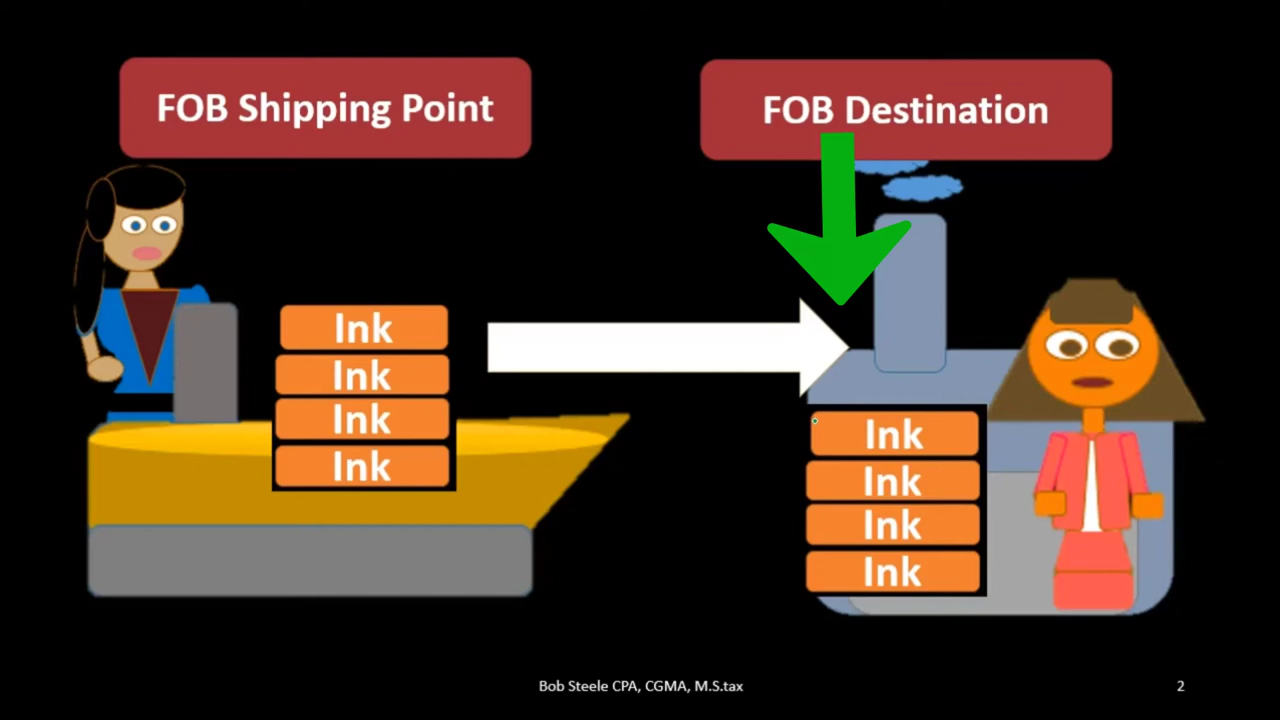 FOB Shipping Point
FOB Destination
Ink
Ink
Ink
Ink
Ink
Ink
Ink
Ink
Bob Steele CPA, CGMA, M.S.tax
2